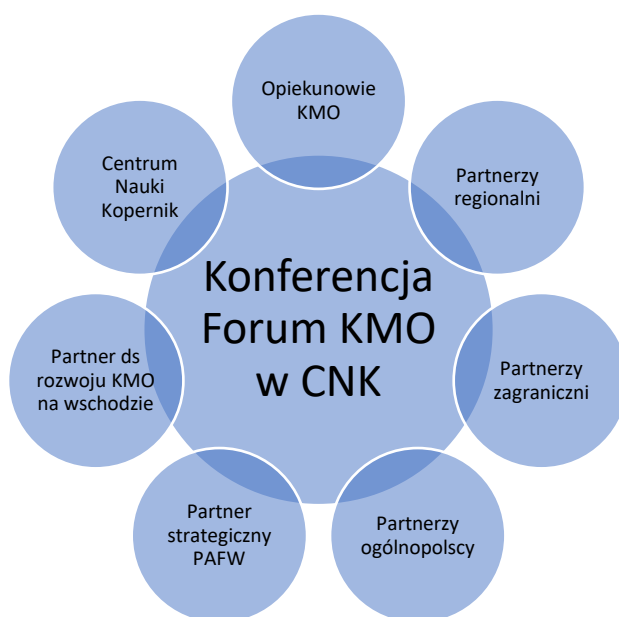 Opiekunowie
KMO
Partnerzy
regionalni
Partnerzy
zagraniczni
Partnerzy
ogólnopolscy
Partner
strategiczny
PAFW
Partner ds
rozwoju KMO
na wschodzie
Centrum
Nauki
Kopernik
Konferencja
Forum KMO
w CNK